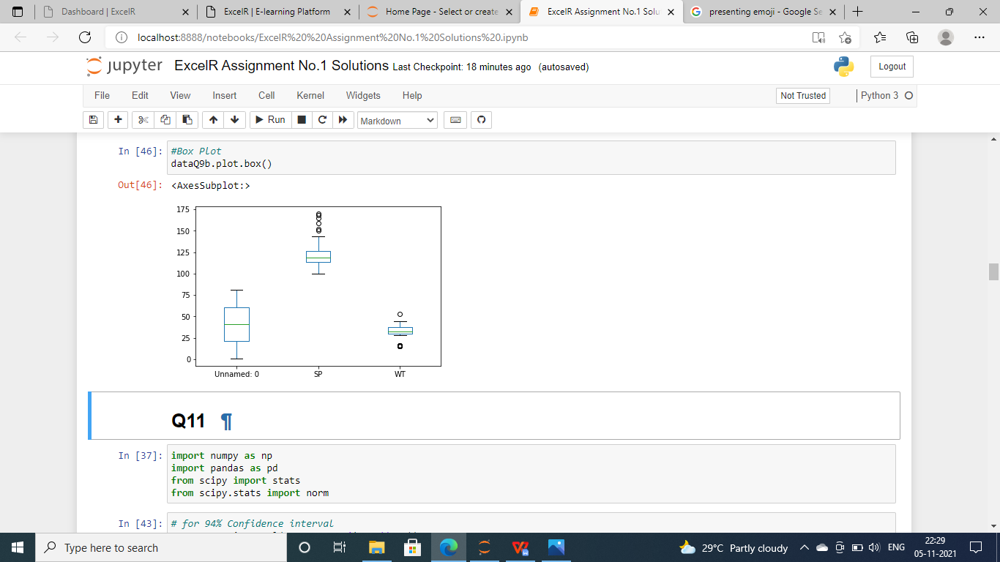 Dashboard | ExcelR
ExcelR | E-learning Platform
Home Page - Select or create
ExcelR Assignment No.1 Solu
presenting emoji - Google Se
localhost:8888/notebooks/ExcelR%20%20Assignment%20No.1%20Solutions%20.ipynb
jupyter ExcelR Assignment No.1 Solutions Last Checkpoint: 18 minutes ago (autosaved)
Logout
File Edit View Insert Cell Kernel Widgets Help
Not Trusted
Python 3
Run
Markdown
In [46]:
#Box Plot
dataQ9b.plot.box()
Out[46]: <AxesSubplot:>
175
150
125
100
75
50
25
0
Unnamed: 0 SP WT
Q11 ¶
In [37]:
import numpy as np
import pandas as pd
from scipy import stats
from scipy.stats import norm
In [43]:
# for 94% Confidence interval
Type here to search
29°C Partly cloudy
ENG
22:29
05-11-2021